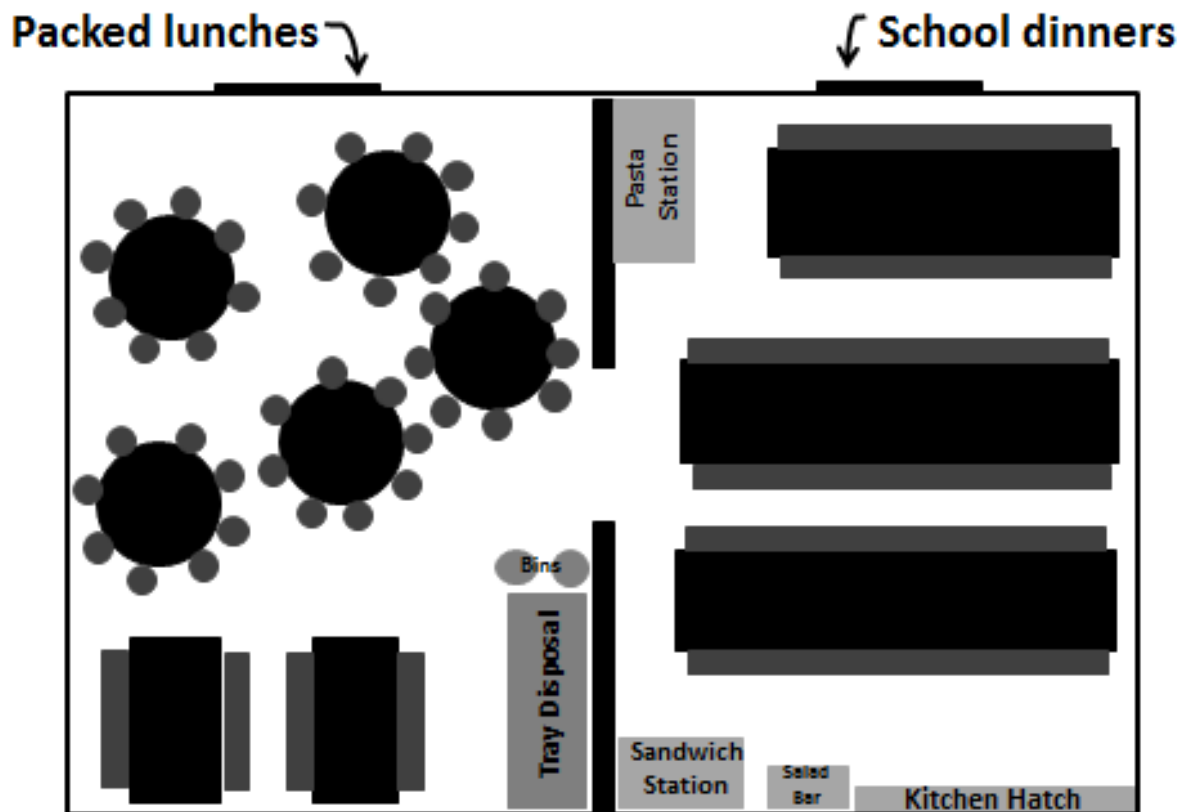 Packed lunches
School dinners
Pasta
Station
Bins
Tray Disposal
Sandwich
Station
Salad
Bar
Kitchen Hatch